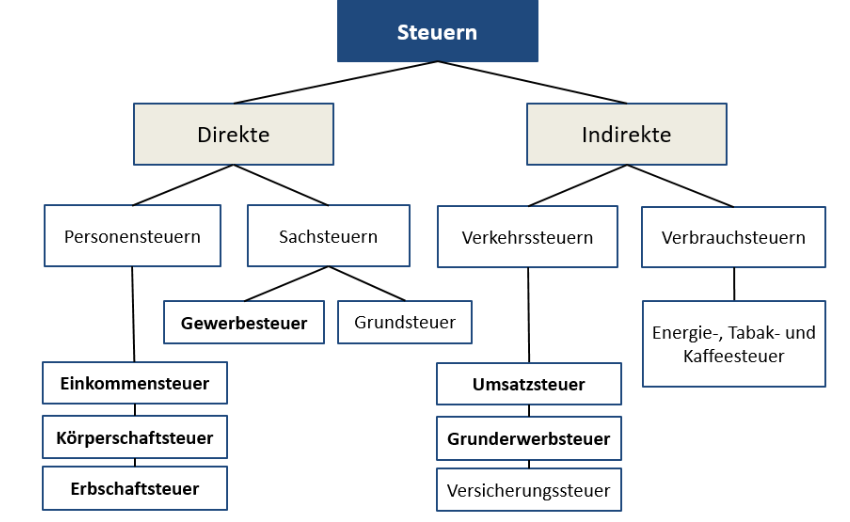 Steuern
Direkte
Indirekte
Personensteuern
Sachsteuern
Verkehrssteuern
Verbrauchsteuern
Gewerbesteuer
Grundsteuer
Energie-, Tabak- und
Kaffeesteuer
Einkommensteuer
Umsatzsteuer
Körperschaftsteuer
Grunderwerbsteuer
Erbschaftsteuer
Versicherungssteuer